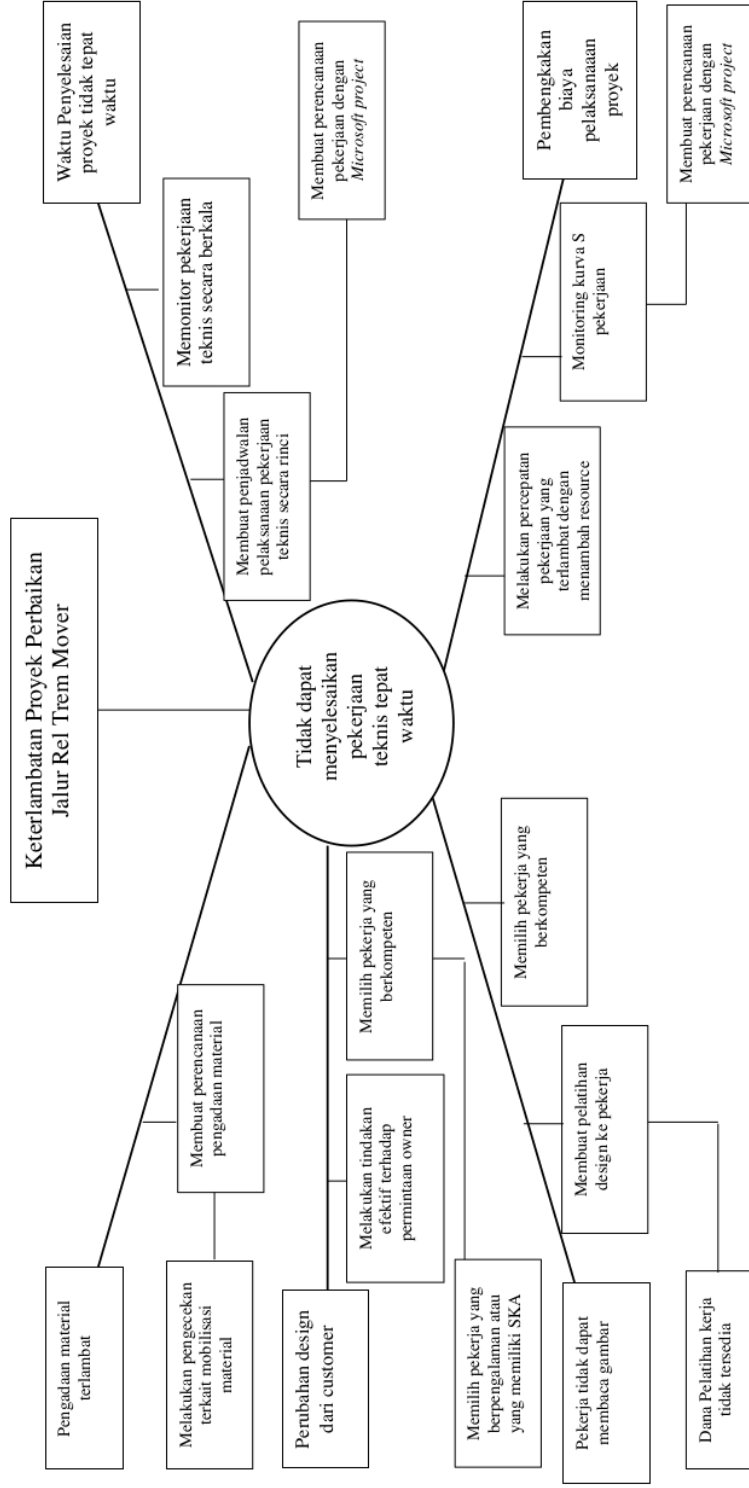 Keterlambatan Proyek Perbaikan
Jalur Rel Trem Mover
Pengadaan material
terlambat
Membuat perencanaan
pengadaan material
Melakukan pengecekan
terkait mobilisasi
material
Perubahan design
dari customer
Melakukan tindakan
efektif terhadap
permintaan owner
Memilih pekerja yang
berkompeten
Memilih pekerja yang
berpengalaman atau
yang memiliki SKA
Pekerja tidak dapat
membaca gambar
Membuat pelatihan
design ke pekerja
Memilih pekerja yang
berkompeten
Dana Pelatihan kerja
tidak tersedia
Tidak dapat
menyelesaikan
pekerjaan
teknis tepat
waktu
Waktu Penyelesaian
proyek tidak tepat
waktu
Memonitor pekerjaan
teknis secara berkala
Membuat penjadwalan
pelaksanaan pekerjaan
teknis secara rinci
Membuat perencanaan
pekerjaan dengan
Microsoft project
Pembengkakan
biaya
pelaksanaaan
proyek
Melakukan percepatan
pekerjaan yang
terlambat dengan
menambah resource
Monitoring kurva S
pekerjaan
Membuat perencanaan
pekerjaan dengan
Microsoft project